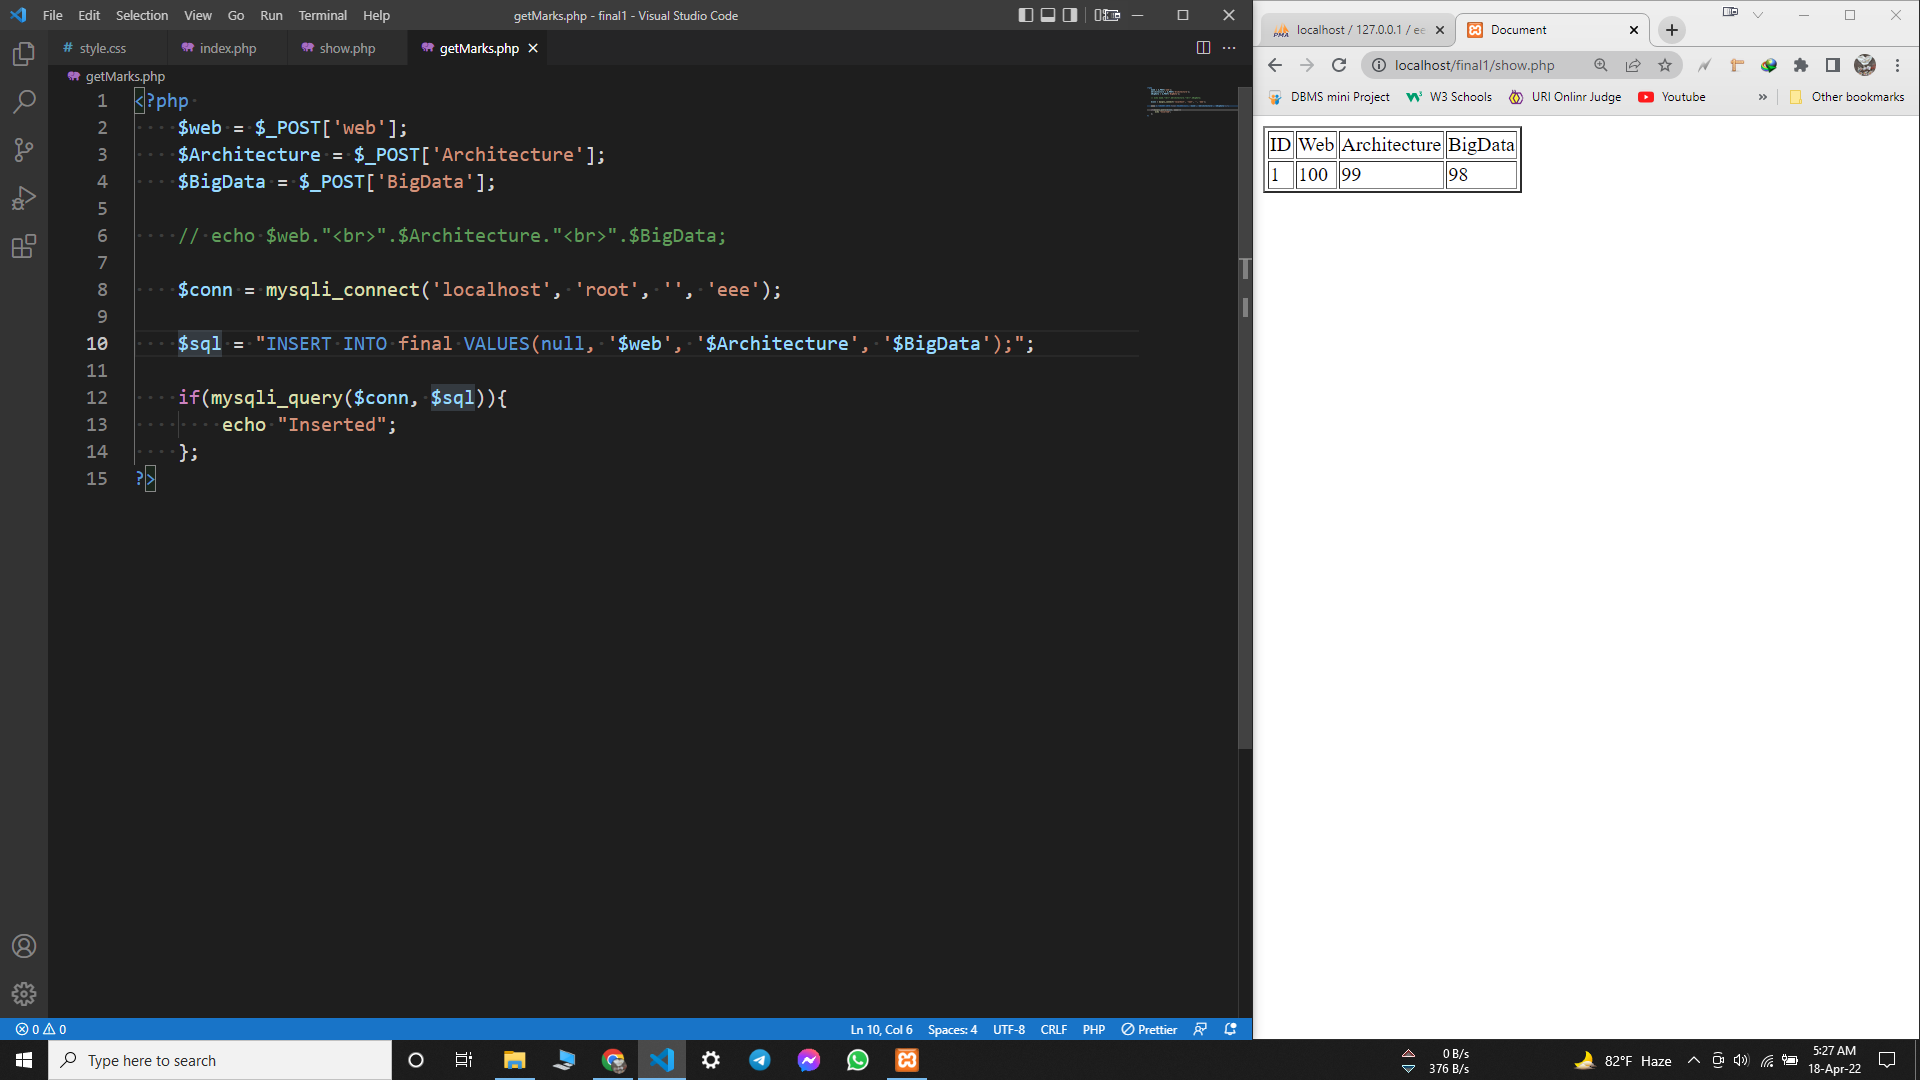 File Edit Selection View Go Run Terminal Help
getMarks.php - final1 - Visual Studio Code
# style.css index.php show.php getMarks.php
getMarks.php
1 <?php
2 $web = $_POST['web'];
3 $Architecture = $_POST['Architecture'];
4 $BigData = $_POST['BigData'];
5
6 // echo $web."<br>".$Architecture."<br>".$BigData;
7
8 $conn = mysqli_connect('localhost', 'root', '', 'eee');
9
10 $sql = "INSERT INTO final VALUES(null, '$web', '$Architecture', '$BigData');";
11
12 if(mysqli_query($conn, $sql)){
13 echo "Inserted";
14 };
15 ?>
0 0 Ln 10, Col 6 Spaces: 4 UTF-8 CRLF PHP Prettier
PMA localhost / 127.0.0.1 / ee Document
localhost/final1/show.php
DBMS mini Project W3 Schools URI Onlinr Judge Youtube » Other bookmarks
ID Web Architecture BigData
1 100 99 98
Type here to search
0 B/s
376 B/s
82°F Haze
5:27 AM
18-Apr-22